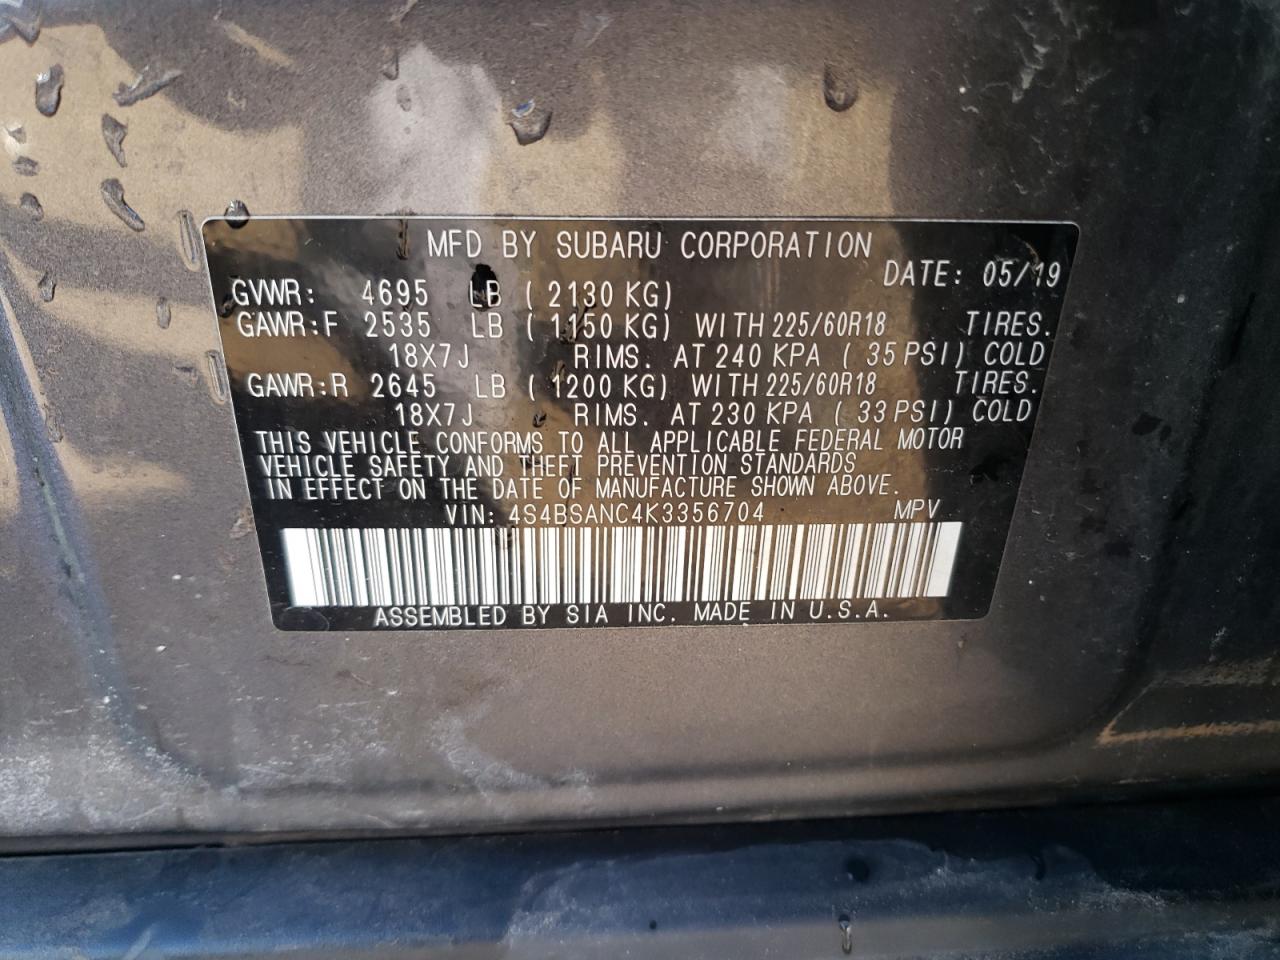 MFD BY SUBARU CORPORATION
DATE: 05/19
GVWR: 4695 LB ( 2130 KG)
GAWR:F 2535 LB ( 1150 KG) WITH 225/60R18 TIRES.
18X7J RIMS. AT 240 KPA ( 35 PSI) COLD
GAWR:R 2645 LB ( 1200 KG) WITH 225/60R18 TIRES.
18X7J RIMS. AT 230 KPA ( 33 PSI) COLD
THIS VEHICLE CONFORMS TO ALL APPLICABLE FEDERAL MOTOR
VEHICLE SAFETY AND THEFT PREVENTION STANDARDS
IN EFFECT ON THE DATE OF MANUFACTURE SHOWN ABOVE.
VIN: 4S4BSANC4K3356704 MPV
ASSEMBLED BY SIA INC. MADE IN U.S.A.